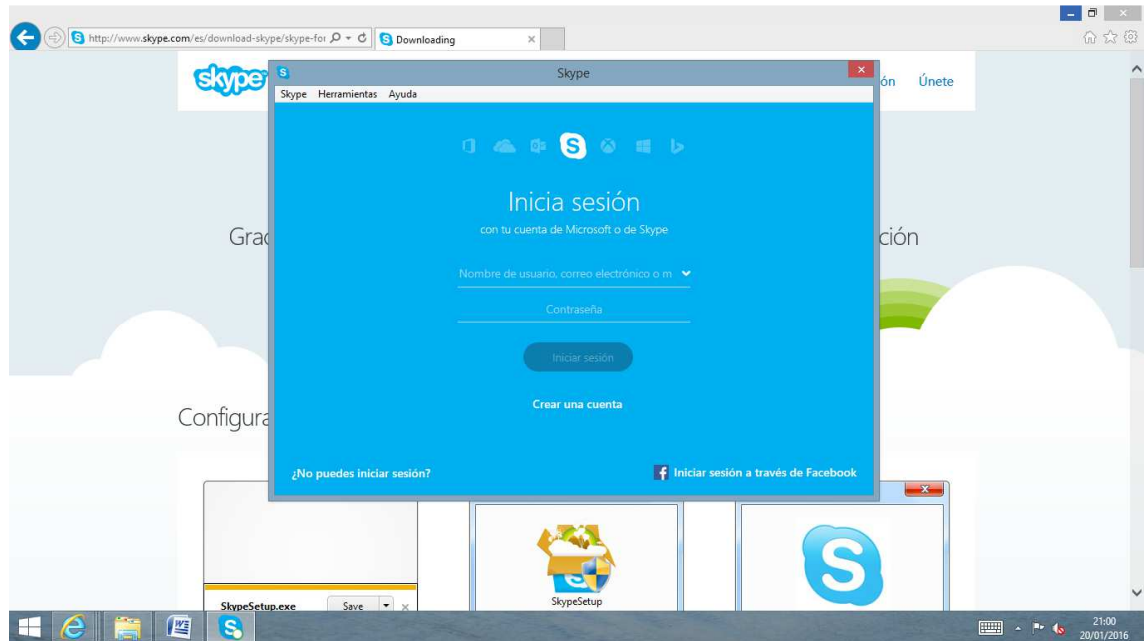 http://www.skype.com/es/download-skype/skype-for
Downloading
skype
Skype
ón Únete
Skype Herramientas Ayuda
Inicia sesión
con tu cuenta de Microsoft o de Skype
Grac
ción
Nombre de usuario, correo electrónico o m
Contraseña
Iniciar sesión
Crear una cuenta
Configura
¿No puedes iniciar sesión?
Iniciar sesión a través de Facebook
SkypeSetup.exe Save
SkypeSetup
21:00
20/01/2016